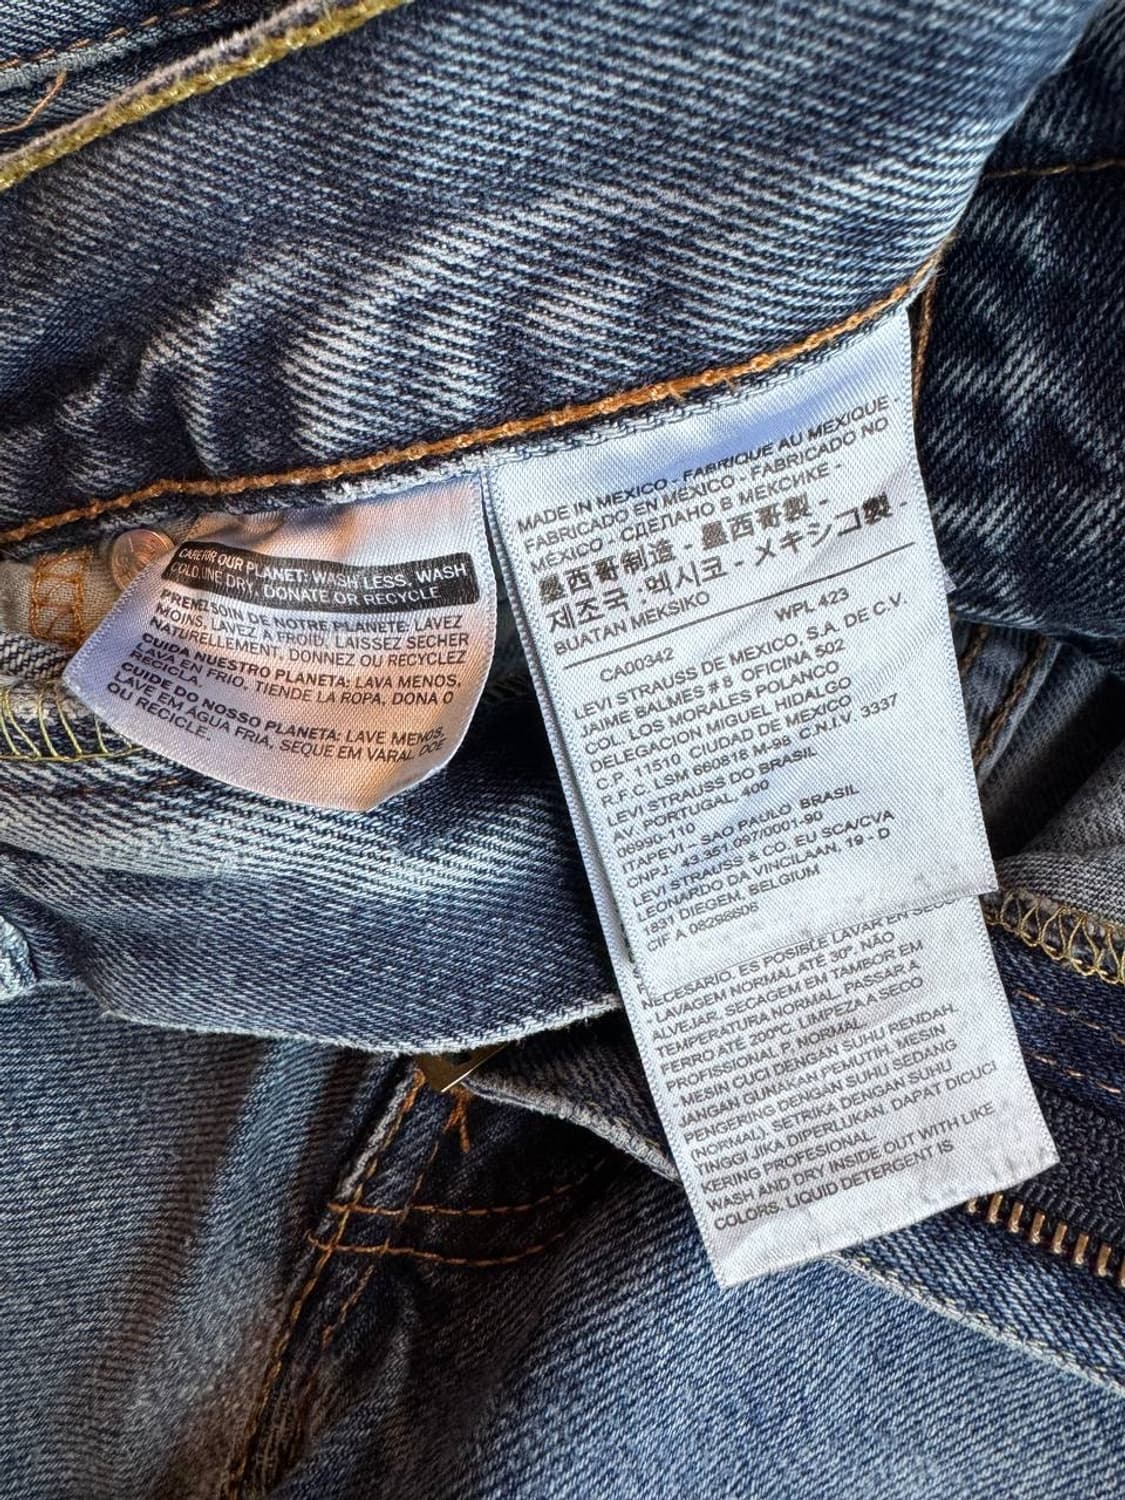 CARE FOR OUR PLANET: WASH LESS, WASH
COLD, LINE DRY, DONATE OR RECYCLE
PRENEZ SOIN DE NOTRE PLANETE: LAVEZ
MOINS, LAVEZ A FROID, LAISSEZ SECHER
NATURELLEMENT, DONNEZ OU RECYCLEZ
CUIDA NUESTRO PLANETA: LAVA MENOS,
LAVA EN FRIO, TIENDE LA ROPA, DONA O
RECICLA.
CUIDE DO NOSSO PLANETA: LAVE MENOS,
LAVE EM AGUA FRIA, SEQUE EM VARAL, DOE
OU RECICLE.
MADE IN MEXICO - FABRIQUE AU MEXIQUE
FABRICADO EN MÉXICO - FABRICADO NO
MÉXICO - СДЕЛАНО В МЕКСИКЕ -
墨西哥制造 - 墨西哥製 -
제조국 : 멕시코 - メキシコ製 -
BUATAN MEKSIKO
WPL 423
CA00342
LEVI STRAUSS DE MEXICO, S.A. DE C.V.
JAIME BALMES # 8 OFICINA 502
COL. LOS MORALES POLANCO
DELEGACION MIGUEL HIDALGO
C.P. 11510 CIUDAD DE MEXICO
R.F.C. LSM 660818 M-98 C.N.I.V. 3337
LEVI STRAUSS DO BRASIL
AV. PORTUGAL, 400
06690-110
ITAPEVI - SAO PAULO BRASIL
CNPJ: 43.351.097/0001-90
LEVI STRAUSS & CO. EU SCA/CVA
LEONARDO DA VINCILAAN, 19 - D
1831 DIEGEM, BELGIUM
CIF A 08298606
NECESARIO. ES POSIBLE LAVAR EN SECO
- LAVAGEM NORMAL ATÉ 30º, NÃO
ALVEJAR, SECAGEM EM TAMBOR EM
TEMPERATURA NORMAL, PASSAR A
FERRO ATÉ 200ºC. LIMPEZA A SECO
PROFISSIONAL P, NORMAL.
- MESIN CUCI DENGAN SUHU RENDAH.
JANGAN GUNAKAN PEMUTIH. MESIN
PENGERING DENGAN SUHU SEDANG
(NORMAL). SETRIKA DENGAN SUHU
TINGGI JIKA DIPERLUKAN. DAPAT DICUCI
KERING PROFESIONAL.
WASH AND DRY INSIDE OUT WITH LIKE
COLORS. LIQUID DETERGENT IS